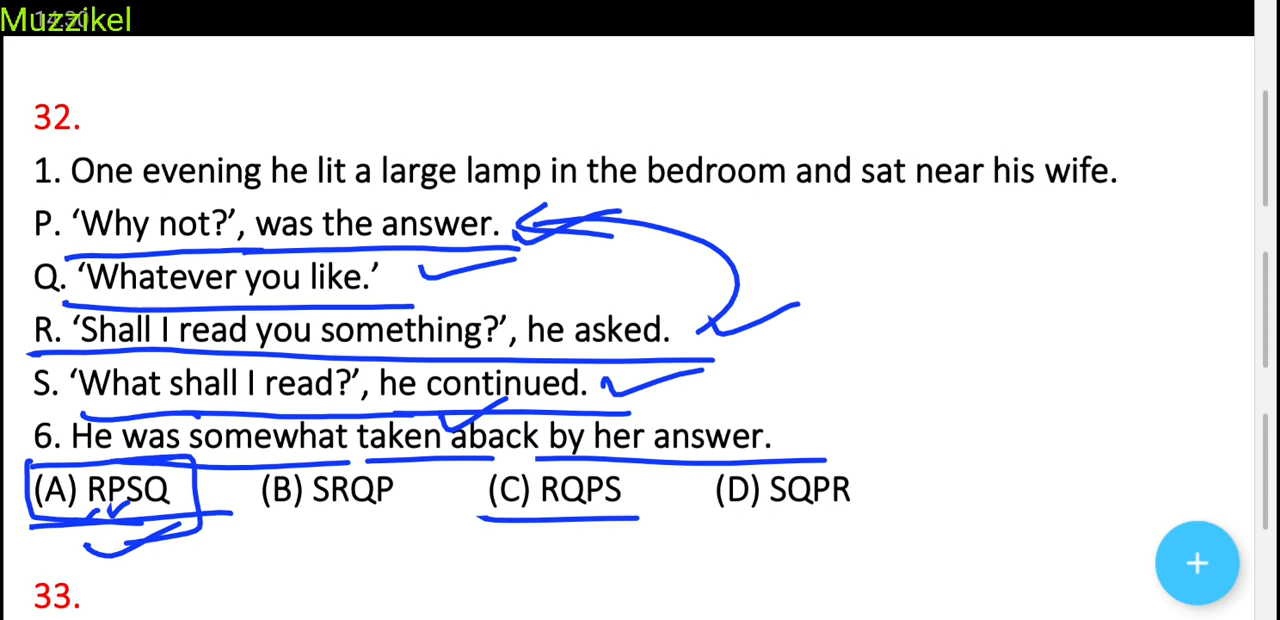 Muzzikel
32.
1. One evening he lit a large lamp in the bedroom and sat near his wife.
P. ‘Why not?’, was the answer.
Q. ‘Whatever you like.’
R. ‘Shall I read you something?’, he asked.
S. ‘What shall I read?’, he continued.
6. He was somewhat taken aback by her answer.
(A) RPSQ (B) SRQP (C) RQPS (D) SQPR
33.